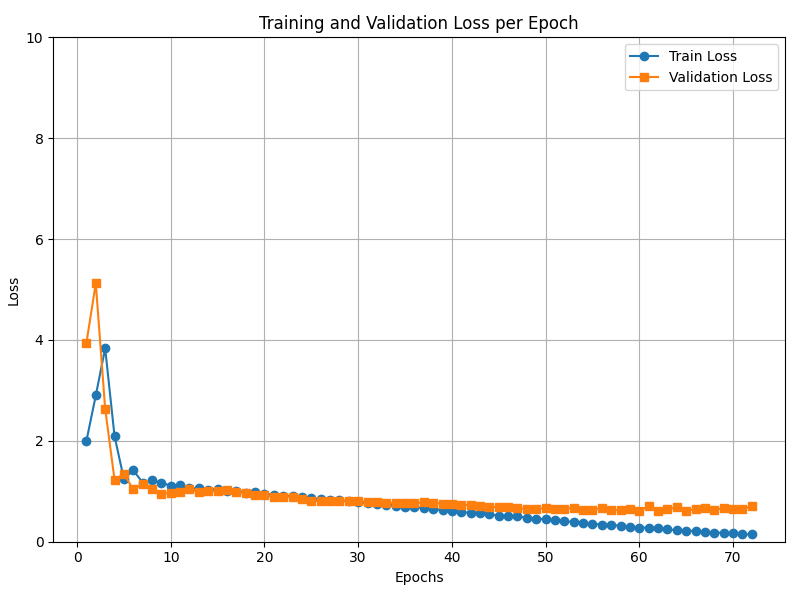 Training and Validation Loss per Epoch
Train Loss
Validation Loss
Loss
10
8
6
4
2
0
0 10 20 30 40 50 60 70
Epochs